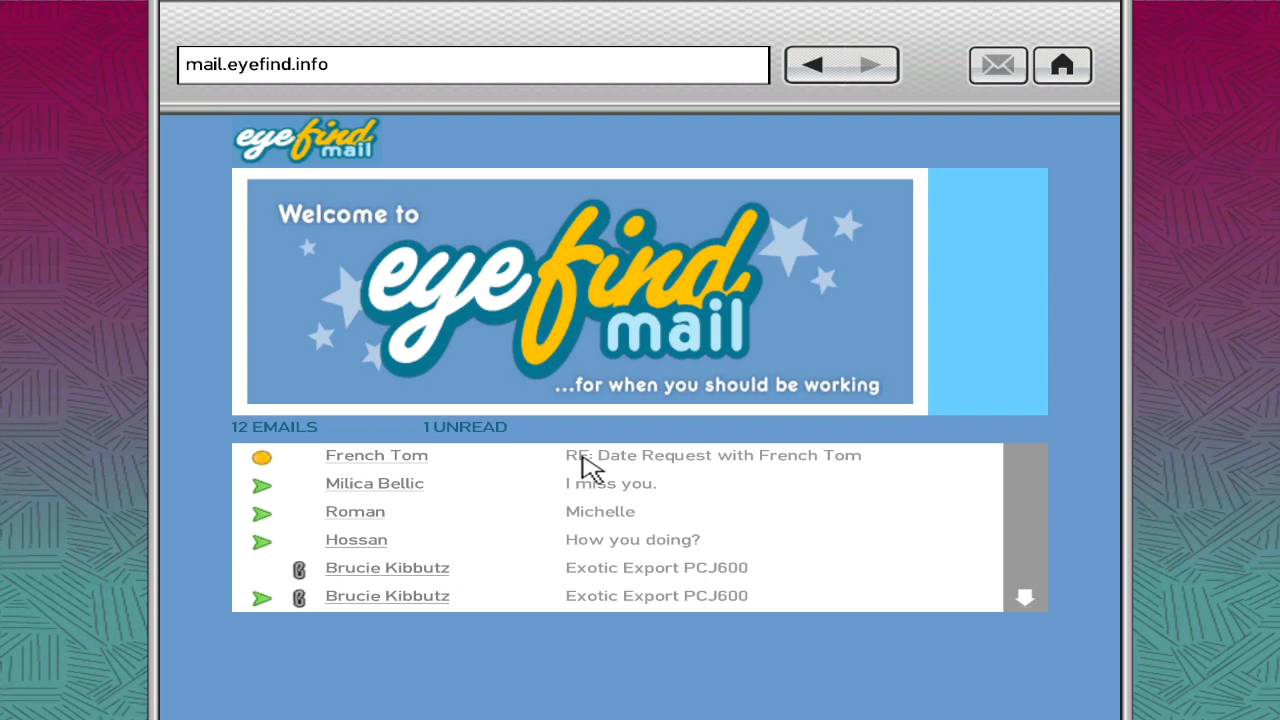 mail.eyefind.info
eyefind
mail
Welcome to
eyefind
mail
...for when you should be working
12 EMAILS 1 UNREAD
French Tom RE: Date Request with French Tom
Milica Bellic I miss you.
Roman Michelle
Hossan How you doing?
Brucie Kibbutz Exotic Export PCJ600
Brucie Kibbutz Exotic Export PCJ600